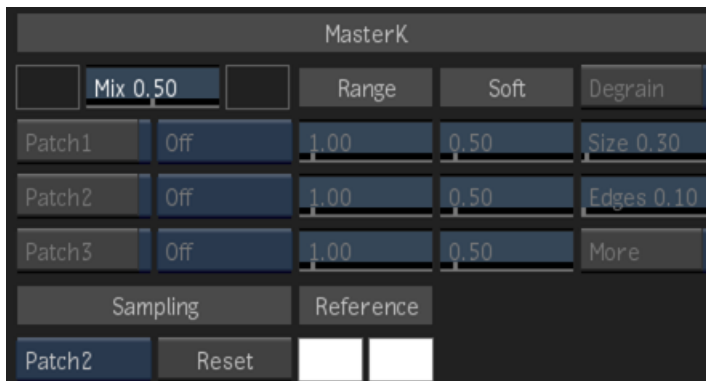 MasterK
Mix 0.50 Range Soft Degrain
Patch1 Off 1.00 0.50 Size 0.30
Patch2 Off 1.00 0.50 Edges 0.10
Patch3 Off 1.00 0.50 More
Sampling Reference
Patch2 Reset